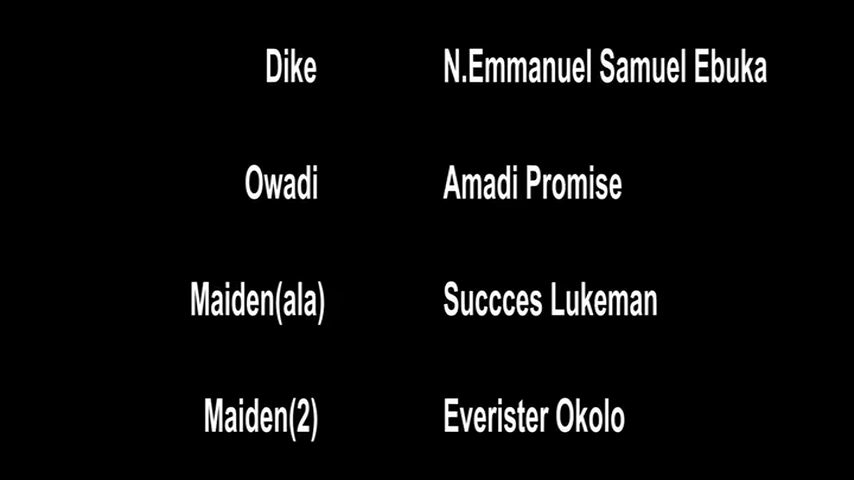 Dike N.Emmanuel Samuel Ebuka
Owadi Amadi Promise
Maiden(ala) Succces Lukeman
Maiden(2) Everister Okolo